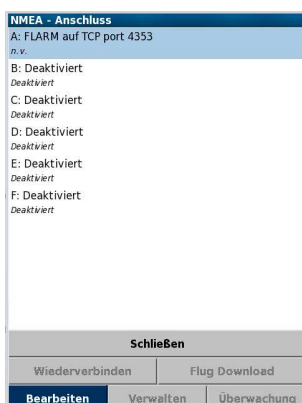 NMEA - Anschluss
A: FLARM auf TCP port 4353
n.v.
B: Deaktiviert
Deaktiviert
C: Deaktiviert
Deaktiviert
D: Deaktiviert
Deaktiviert
E: Deaktiviert
Deaktiviert
F: Deaktiviert
Deaktiviert
Schließen
Wiederverbinden Flug Download
Bearbeiten Verwalten Überwachung